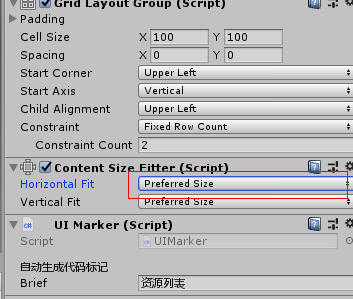 Grid Layout Group (Script)
Padding
Cell Size X 100 Y 100
Spacing X 0 Y 0
Start Corner Upper Left
Start Axis Vertical
Child Alignment Upper Left
Constraint Fixed Row Count
Constraint Count 2
Content Size Fitter (Script)
Horizontal Fit Preferred Size
Vertical Fit Preferred Size
UI Marker (Script)
Script UIMarker
自动生成代码标记
Brief 资源列表